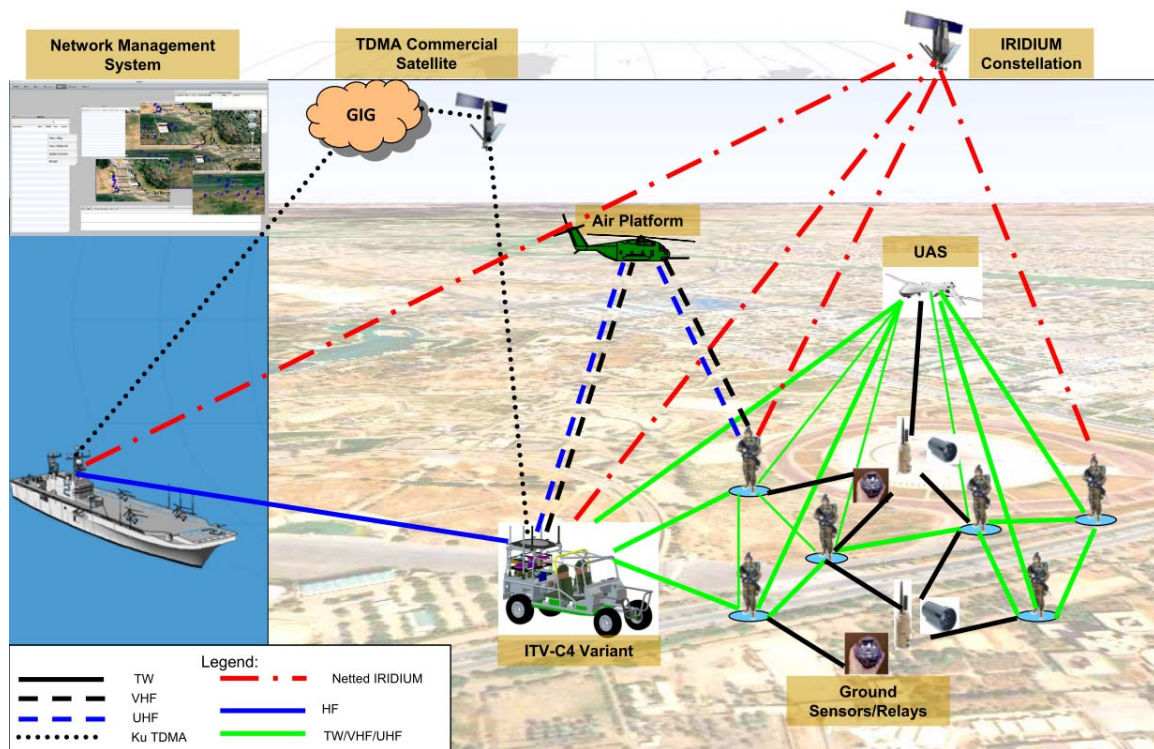 Network Management
System
TDMA Commercial
Satellite
IRIDIUM
Constellation
GIG
Air Platform
UAS
ITV-C4 Variant
Ground
Sensors/Relays
Legend:
TW
VHF
UHF
Ku TDMA
Netted IRIDIUM
HF
TW/VHF/UHF